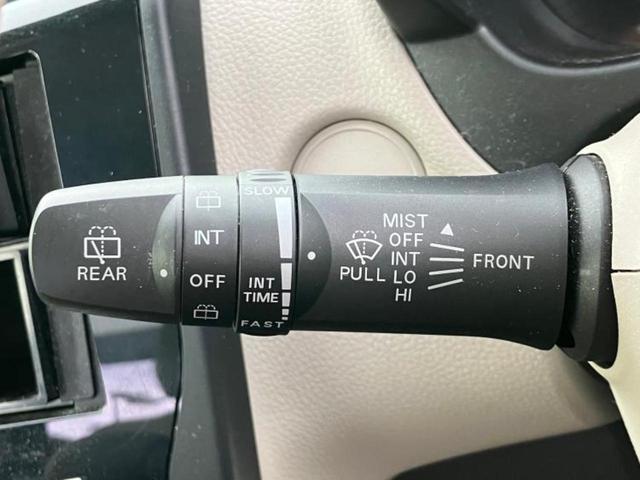 REAR
INT
OFF
SLOW
INT
TIME
FAST
PULL
MIST
OFF
INT
LO
HI
FRONT